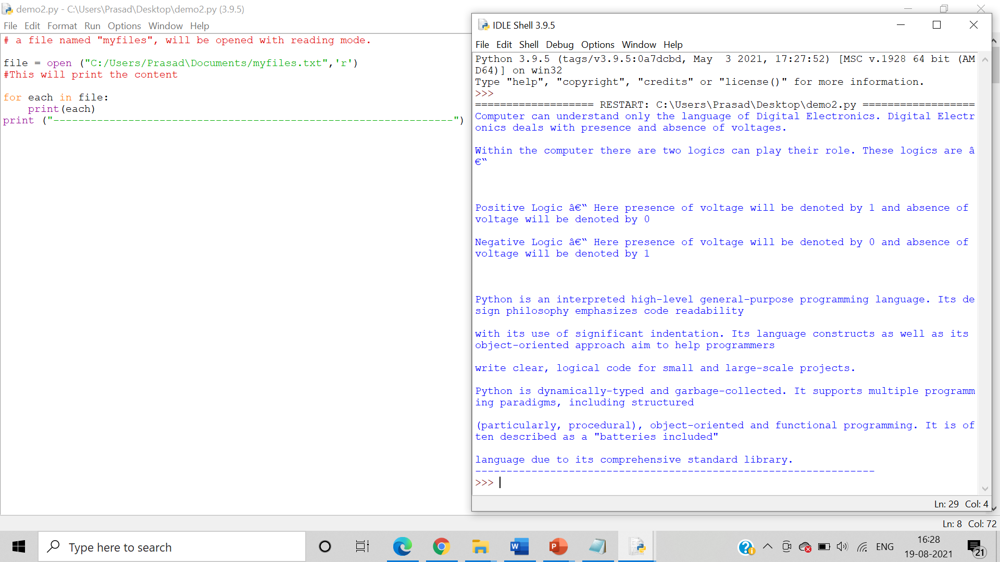 demo2.py - C:\Users\Prasad\Desktop\demo2.py (3.9.5)
File Edit Format Run Options Window Help
# a file named "myfiles", will be opened with reading mode.
file = open ("C:/Users/Prasad\Documents/myfiles.txt",'r')
#This will print the content
for each in file:
    print(each)
print ("----------------------------------------------------------------")
IDLE Shell 3.9.5
File Edit Shell Debug Options Window Help
Python 3.9.5 (tags/v3.9.5:0a7dcbd, May  3 2021, 17:27:52) [MSC v.1928 64 bit (AM
D64)] on win32
Type "help", "copyright", "credits" or "license()" for more information.
>>>
=================== RESTART: C:\Users\Prasad\Desktop\demo2.py ==================
Computer can understand only the language of Digital Electronics. Digital Electr
onics deals with presence and absence of voltages.
Within the computer there are two logics can play their role. These logics are â
€“
Positive Logic â€“ Here presence of voltage will be denoted by 1 and absence of
voltage will be denoted by 0
Negative Logic â€“ Here presence of voltage will be denoted by 0 and absence of
voltage will be denoted by 1
Python is an interpreted high-level general-purpose programming language. Its de
sign philosophy emphasizes code readability
with its use of significant indentation. Its language constructs as well as its
object-oriented approach aim to help programmers
write clear, logical code for small and large-scale projects.
Python is dynamically-typed and garbage-collected. It supports multiple programm
ing paradigms, including structured
(particularly, procedural), object-oriented and functional programming. It is of
ten described as a "batteries included"
language due to its comprehensive standard library.
----------------------------------------------------------------
>>>
Ln: 29 Col: 4
Ln: 8 Col: 72
Type here to search
ENG
16:28
19-08-2021
21